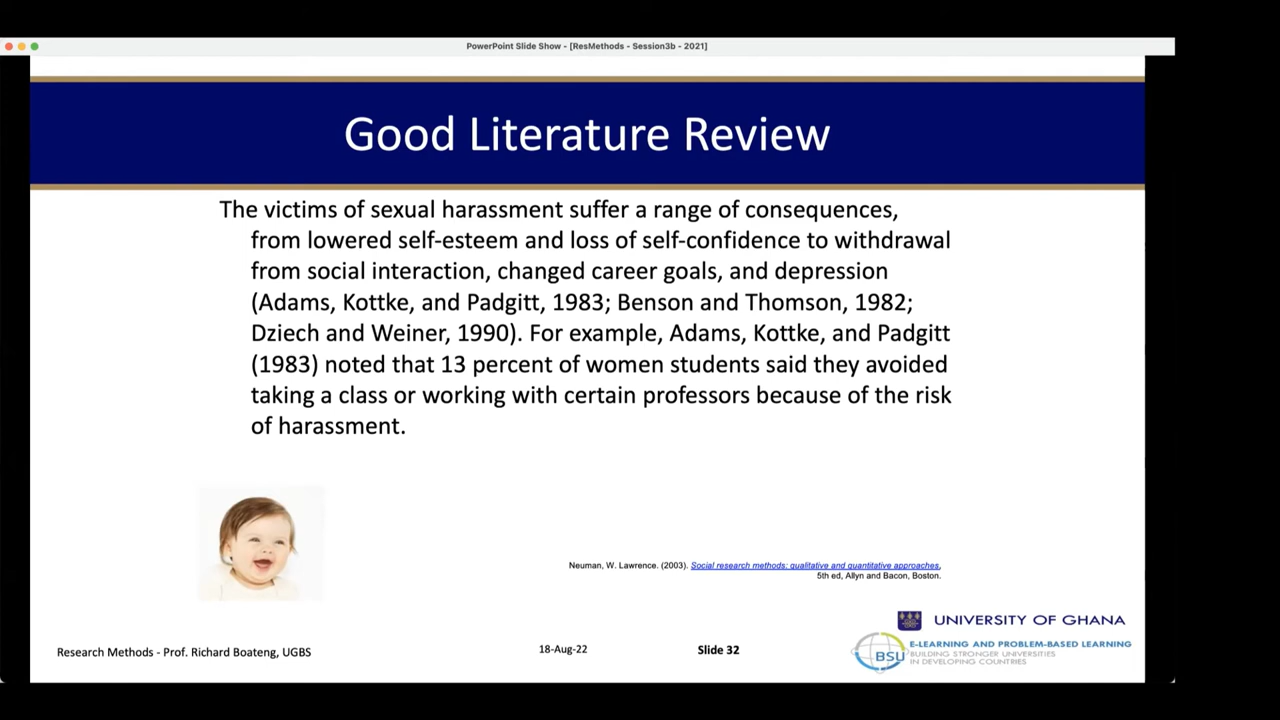 PowerPoint Slide Show - [ResMethods - Session3b - 2021]
Good Literature Review
The victims of sexual harassment suffer a range of consequences,
from lowered self-esteem and loss of self-confidence to withdrawal
from social interaction, changed career goals, and depression
(Adams, Kottke, and Padgitt, 1983; Benson and Thomson, 1982;
Dziech and Weiner, 1990). For example, Adams, Kottke, and Padgitt
(1983) noted that 13 percent of women students said they avoided
taking a class or working with certain professors because of the risk
of harassment.
Neuman, W. Lawrence. (2003). Social research methods: qualitative and quantitative approaches,
5th ed, Allyn and Bacon, Boston.
UNIVERSITY OF GHANA
BSU
E-LEARNING AND PROBLEM-BASED LEARNING
BUILDING STRONGER UNIVERSITIES
IN DEVELOPING COUNTRIES
Research Methods - Prof. Richard Boateng, UGBS
18-Aug-22
Slide 32